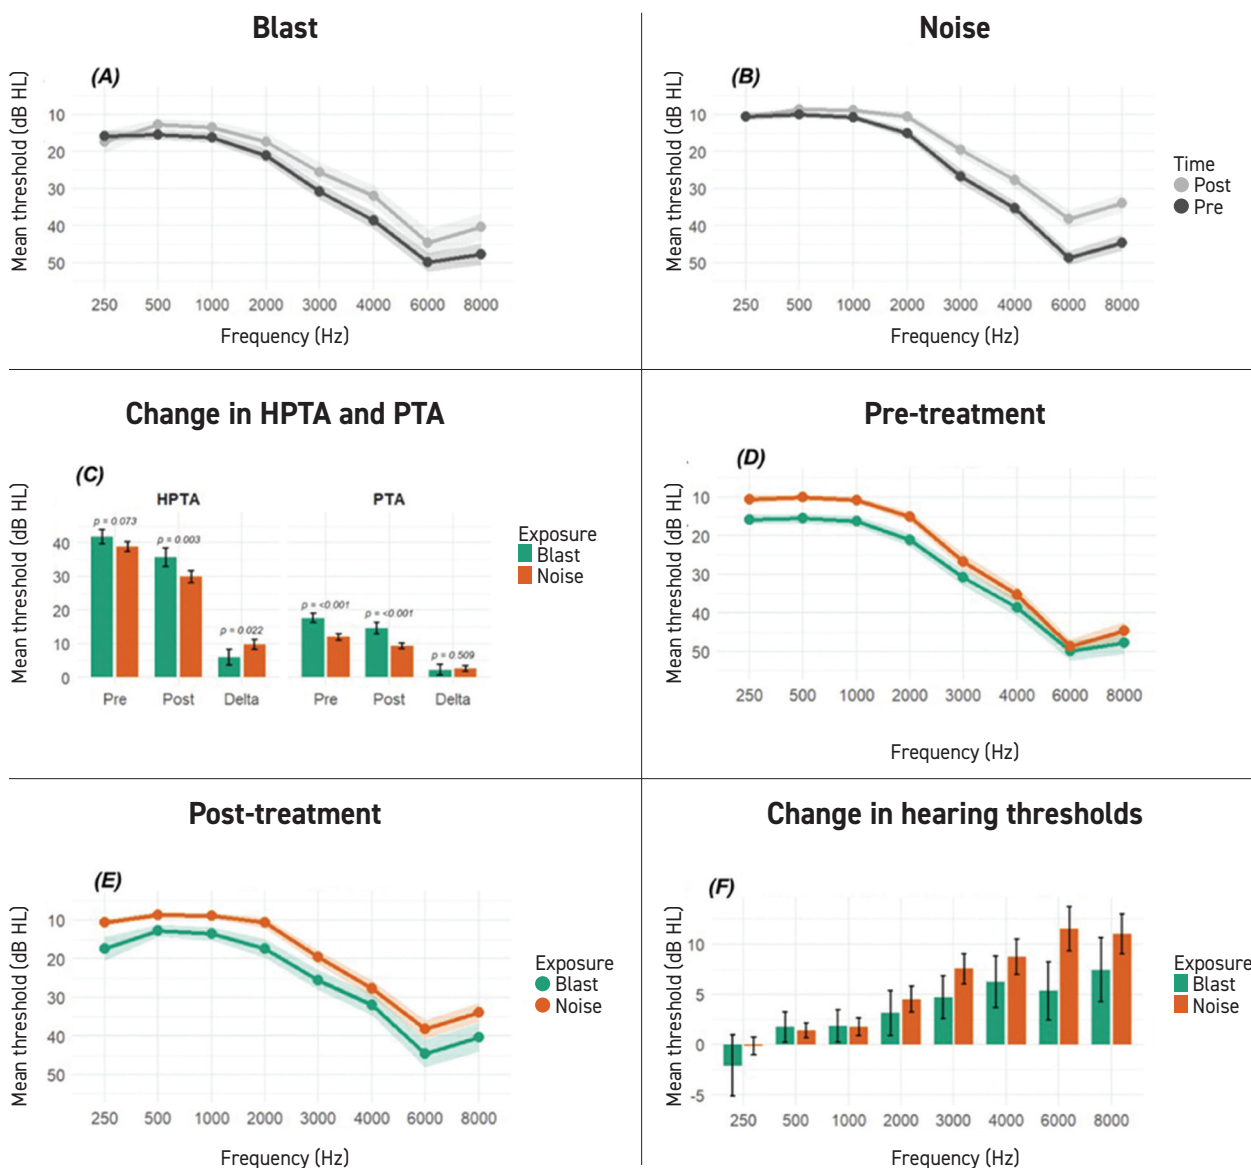 Blast
(A)
Mean threshold (dB HL)
10
20
30
40
50
250 500 1000 2000 3000 4000 6000 8000
Frequency (Hz)
Noise
(B)
Mean threshold (dB HL)
10
20
30
40
50
250 500 1000 2000 3000 4000 6000 8000
Frequency (Hz)
Time
Post
Pre
Change in HPTA and PTA
(C)
Mean threshold (dB HL)
HPTA PTA
40
30
20
10
0
p = 0.073
p = 0.003
p = 0.022
p = <0.001
p = <0.001
p = 0.509
Pre Post Delta Pre Post Delta
Exposure
Blast
Noise
Pre-treatment
(D)
Mean threshold (dB HL)
10
20
30
40
50
250 500 1000 2000 3000 4000 6000 8000
Frequency (Hz)
Post-treatment
(E)
Mean threshold (dB HL)
10
20
30
40
50
250 500 1000 2000 3000 4000 6000 8000
Frequency (Hz)
Exposure
Blast
Noise
Change in hearing thresholds
(F)
Mean threshold (dB HL)
10
5
0
-5
250 500 1000 2000 3000 4000 6000 8000
Frequency (Hz)
Exposure
Blast
Noise